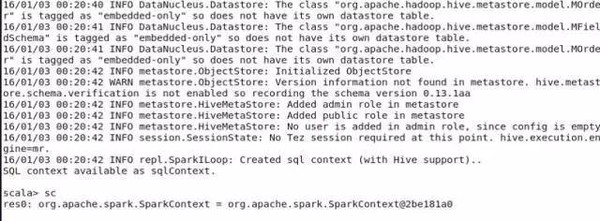 16/01/03 00:20:40 INFO DataNucleus.Datastore: The class "org.apache.hadoop.hive.metastore.model.MOrde
r" is tagged as "embedded-only" so does not have its own datastore table.
16/01/03 00:20:41 INFO DataNucleus.Datastore: The class "org.apache.hadoop.hive.metastore.model.MFiel
dSchema" is tagged as "embedded-only" so does not have its own datastore table.
16/01/03 00:20:41 INFO DataNucleus.Datastore: The class "org.apache.hadoop.hive.metastore.model.MOrde
r" is tagged as "embedded-only" so does not have its own datastore table.
16/01/03 00:20:42 INFO metastore.ObjectStore: Initialized ObjectStore
16/01/03 00:20:42 WARN metastore.ObjectStore: Version information not found in metastore. hive.metast
ore.schema.verification is not enabled so recording the schema version 0.13.1aa
16/01/03 00:20:42 INFO metastore.HiveMetaStore: Added admin role in metastore
16/01/03 00:20:42 INFO metastore.HiveMetaStore: Added public role in metastore
16/01/03 00:20:42 INFO metastore.HiveMetaStore: No user is added in admin role, since config is empty
16/01/03 00:20:42 INFO session.SessionState: No Tez session required at this point. hive.execution.en
gine=mr.
16/01/03 00:20:42 INFO repl.SparkILoop: Created sql context (with Hive support)..
SQL context available as sqlContext.
scala> sc
res0: org.apache.spark.SparkContext = org.apache.spark.SparkContext@2be181a0